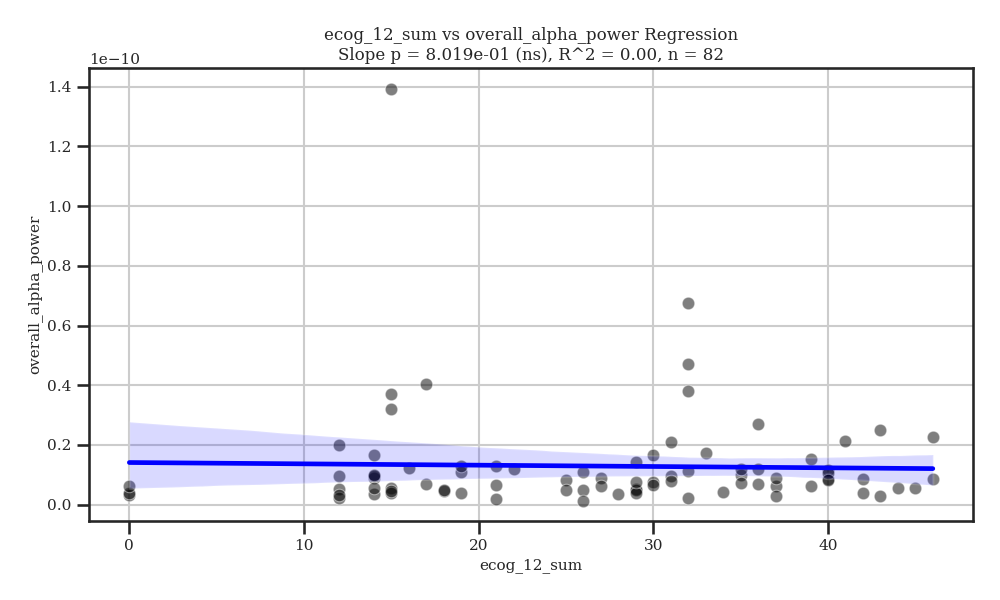 ecog_12_sum vs overall_alpha_power Regression
Slope p = 8.019e-01 (ns), R^2 = 0.00, n = 82
1e−10
1.4
1.2
1.0
0.8
0.6
0.4
0.2
0.0
overall_alpha_power
0 10 20 30 40
ecog_12_sum